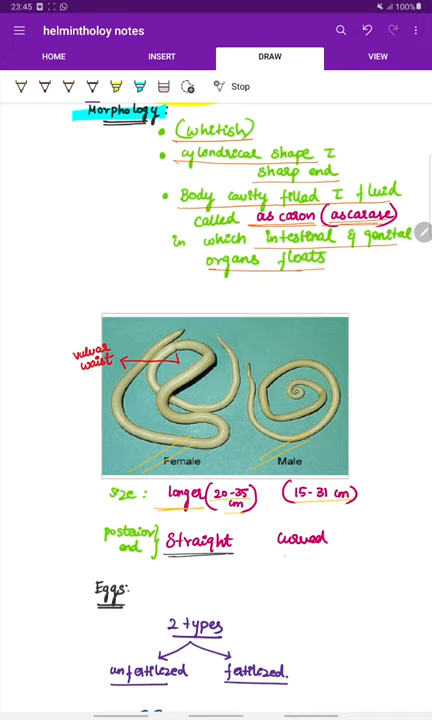 23:45
100%
helmintholoy notes
HOME INSERT DRAW VIEW
Stop
Morphology:
• (whitish)
• cylondrical shape τ
sharp end
• Body cavity filled τ fluid
called as caron (ascarase)
in which intestinal & genital
organs floats
vulvar
waist
Female Male
size: longer (20-35 cm) (15-31 cm)
posterior end} straight curved
Eggs:
2 types
unfertilized fertilized.